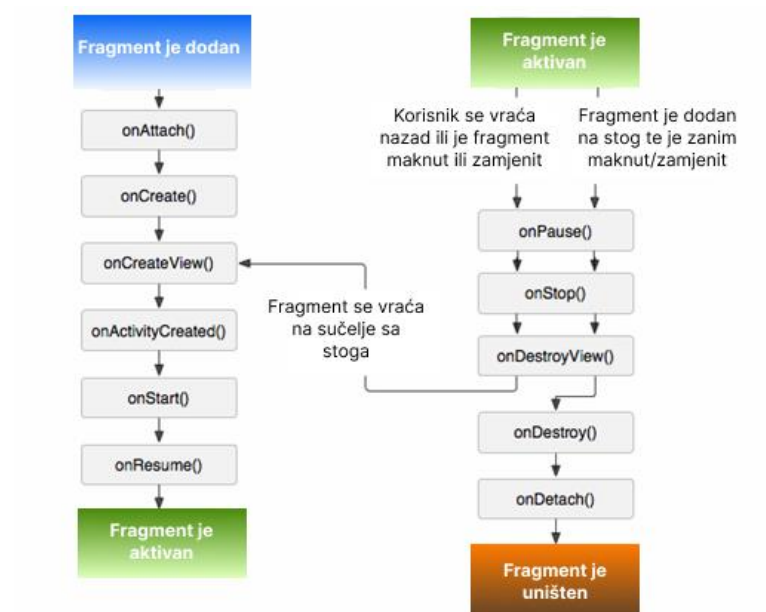 Fragment je dodan
onAttach()
onCreate()
onCreateView()
onActivityCreated()
onStart()
onResume()
Fragment je
aktivan
Fragment se vraća
na sučelje sa
stoga
Fragment je
aktivan
Korisnik se vraća
nazad ili je fragment
maknut ili zamjenit
Fragment je dodan
na stog te je zanim
maknut/zamjenit
onPause()
onStop()
onDestroyView()
onDestroy()
onDetach()
Fragment je
uništen